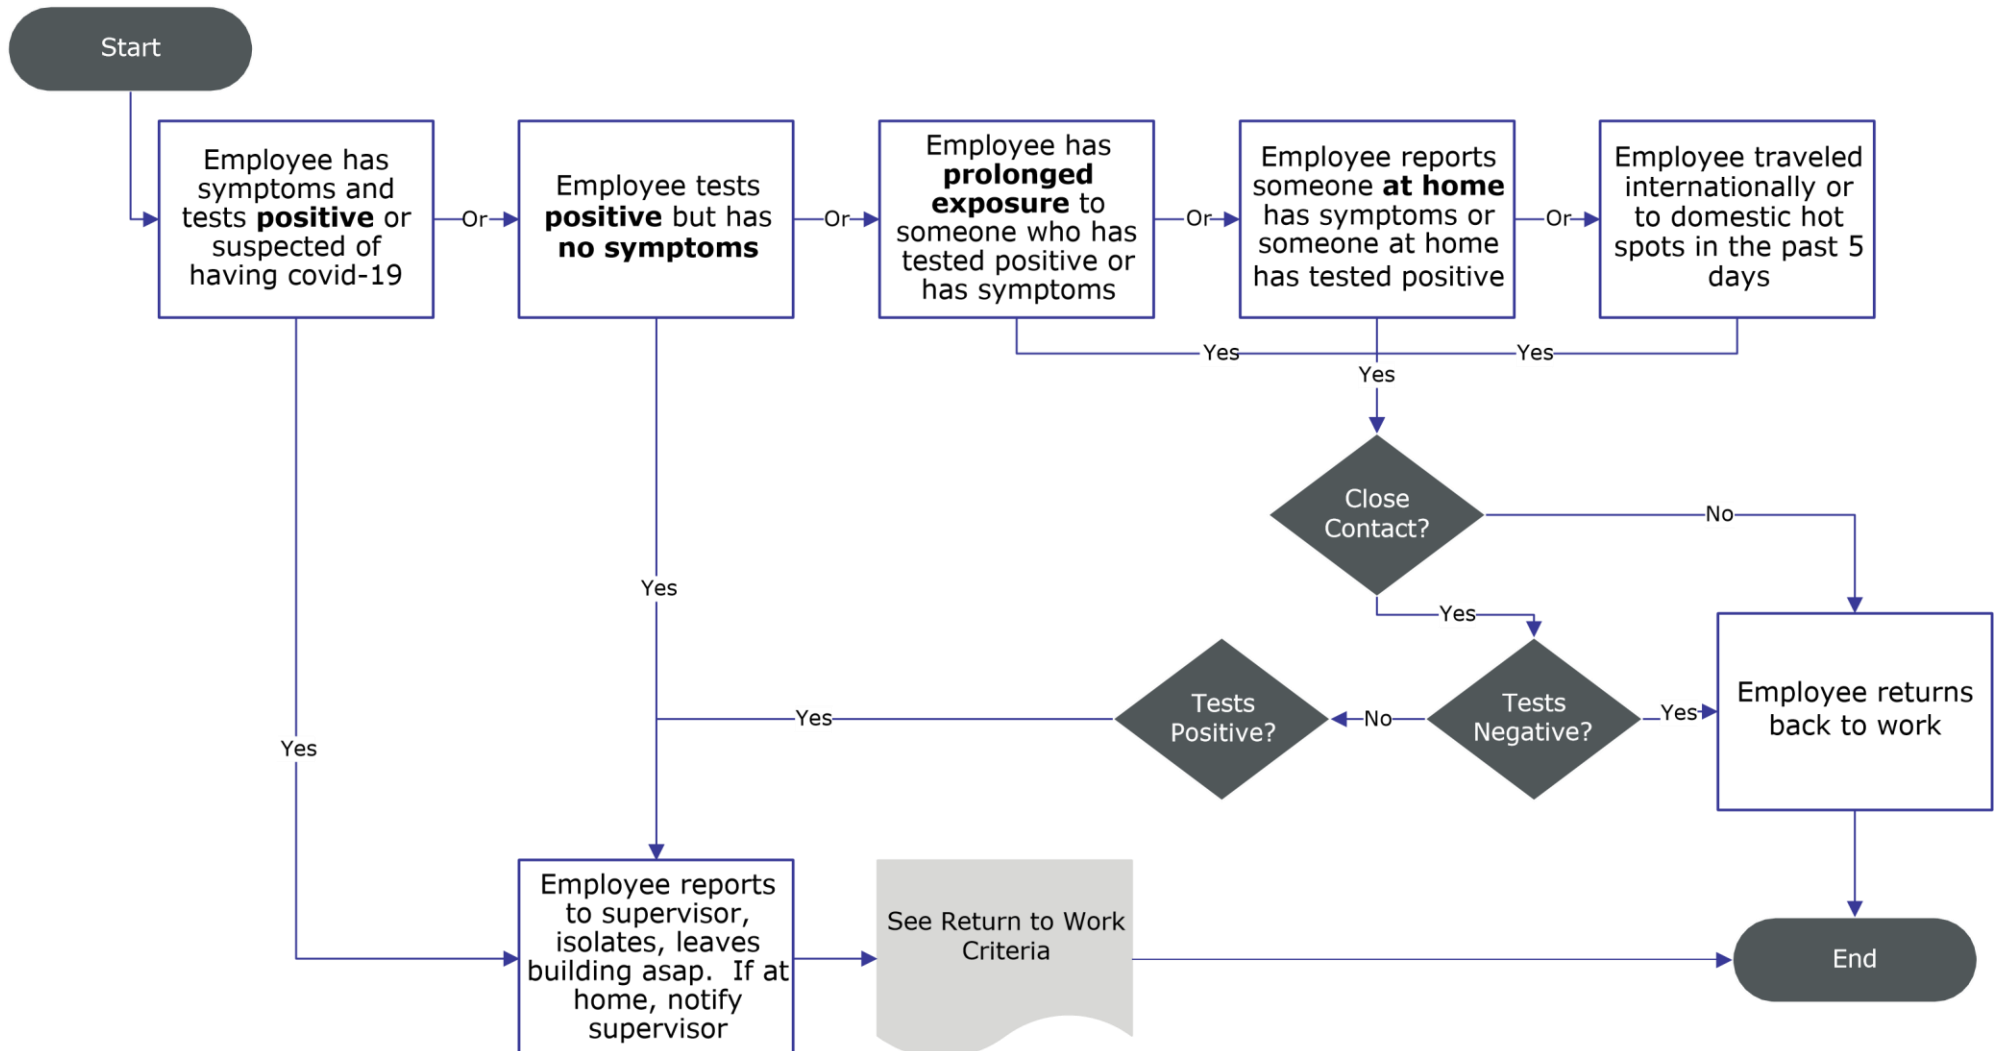 Start
Employee has
symptoms and
tests positive or
suspected of
having covid-19
Or
Employee tests
positive but has
no symptoms
Or
Employee has
prolonged
exposure to
someone who has
tested positive or
has symptoms
Or
Employee reports
someone at home
has symptoms or
someone at home
has tested positive
Or
Employee traveled
internationally or
to domestic hot
spots in the past 5
days
Yes
Yes
Yes
Close
Contact?
No
Yes
Yes
Tests
Positive?
No
Tests
Negative?
Yes
Employee returns
back to work
Yes
Yes
Employee reports
to supervisor,
isolates, leaves
building asap.  If at
home, notify
supervisor
See Return to Work
Criteria
End